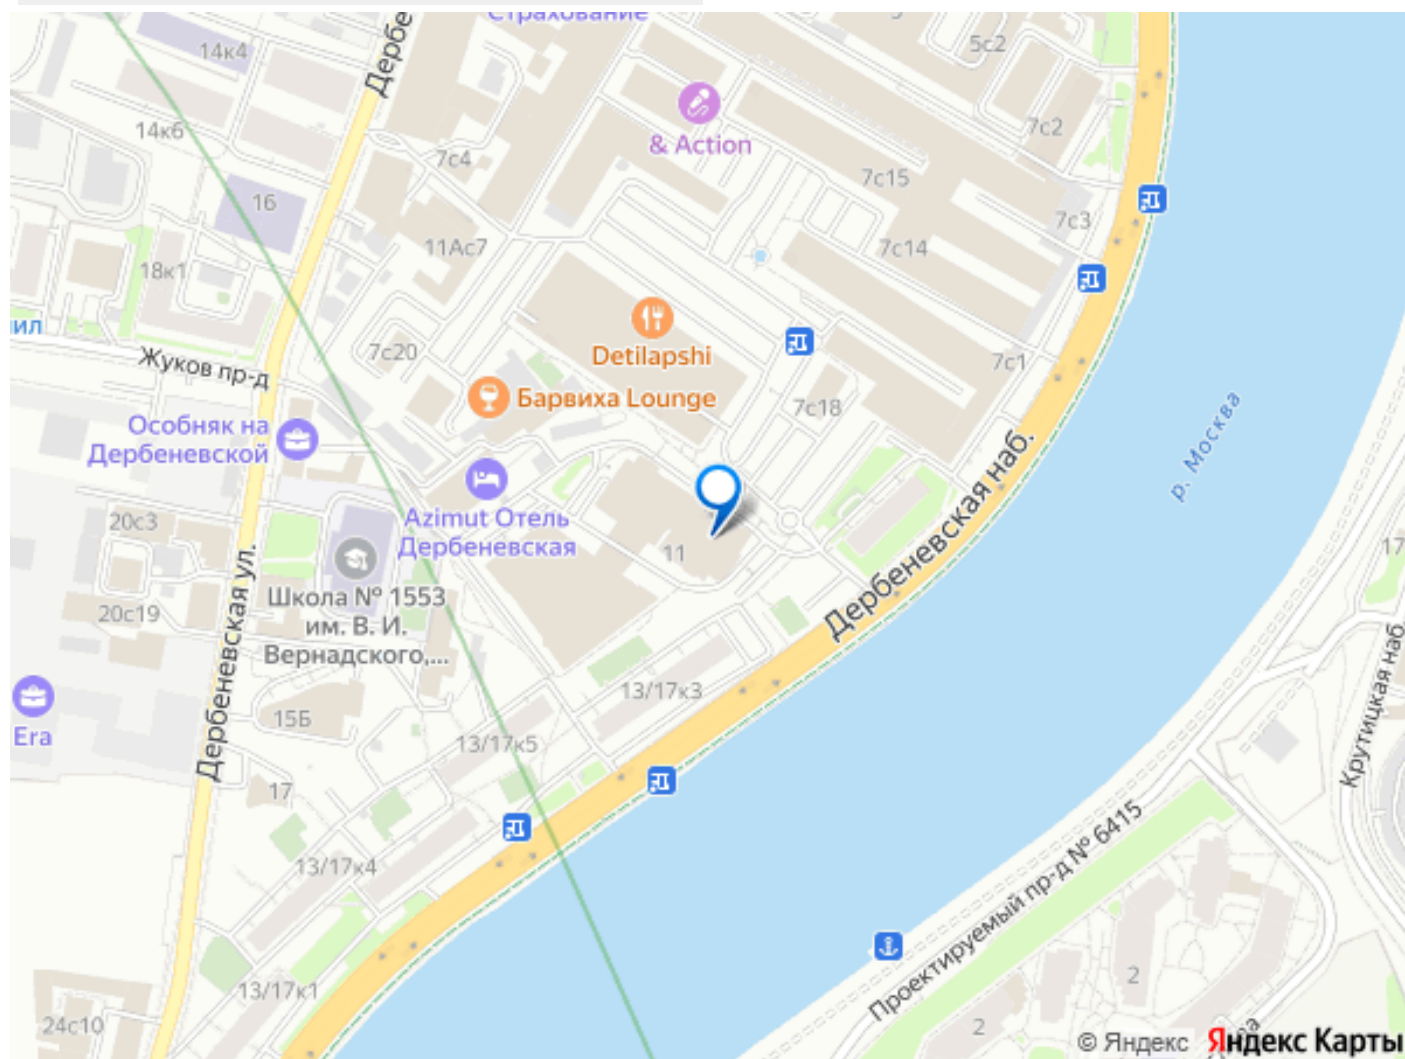 Страхование
14к4
Дербе
5с2
& Action
14к6
7с2
7с4
7с15
16
7с3
11Ас7
7с14
18к1
ил
Detilapshi
7с20
7с1
Жуков пр-д
Барвиха Lounge
7с18
р. Москва
Особняк на
Дербеневской
Azimut Отель
Дербеневская
20с3
11
Дербеневская наб.
17
Школа № 1553
им. В. И.
Вернадского,...
20с19
Дербеневская ул.
13/17к3
Крутицкая наб.
15Б
Era
13/17к5
17
Проектируемый пр-д № 6415
13/17к4
2
13/17к1
24с10
2
ва
© Яндекс Яндекс Карты